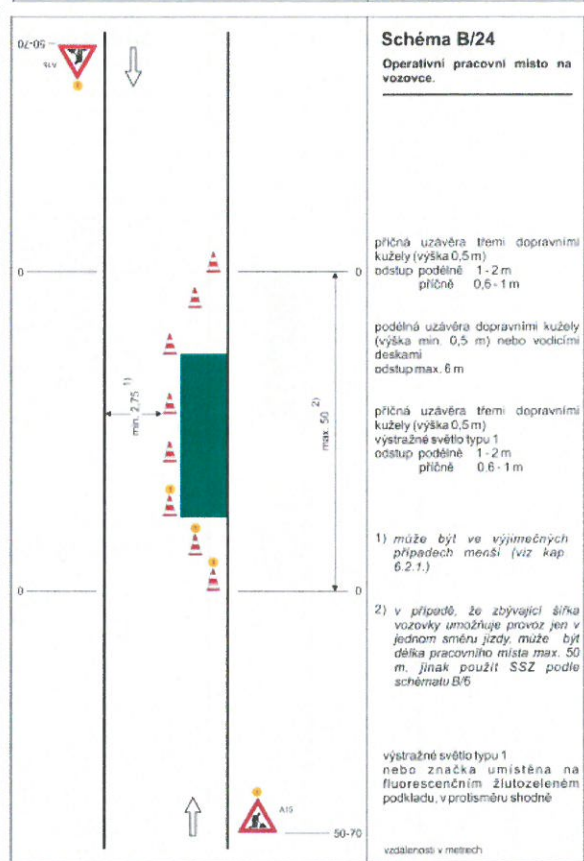 Schéma B/24
Operativní pracovní místo na
vozovce.
50-70
A15
0
0
příčná uzávěra třemi dopravními
kužely (výška 0,5 m)
odstup podélně 1 - 2 m
příčně 0,6 - 1 m
podélná uzávěra dopravními kužely
(výška min. 0,5 m) nebo vodicími
deskami
odstup max. 6 m
min. 2,75 1)
max. 50 2)
příčná uzávěra třemi dopravními
kužely (výška 0,5 m)
výstražné světlo typu 1
odstup podélně 1 - 2 m
příčně 0,6 - 1 m
1) může být ve výjimečných
případech menší (viz kap
6.2.1.)
0
0
2) v případě, že zbývající šířka
vozovky umožňuje provoz jen v
jednom směru jízdy, může být
délka pracovního místa max. 50
m, jinak použít SSZ podle
schématu B/6
výstražné světlo typu 1
nebo značka umístěna na
fluorescenčním žlutozeleném
podkladu, v protisměru shodně
A15
50-70
vzdálenosti v metrech